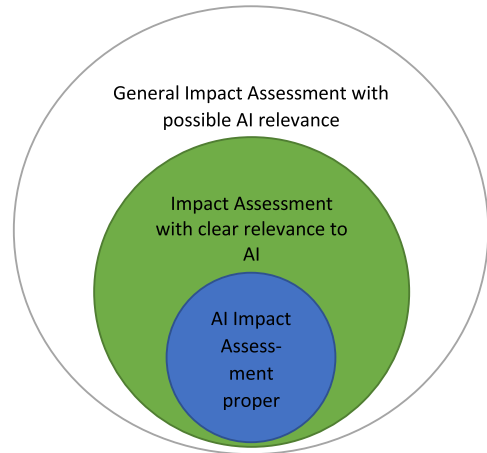 General Impact Assessment with
possible AI relevance
Impact Assessment
with clear relevance to
AI
AI Impact
Assess-
ment
proper